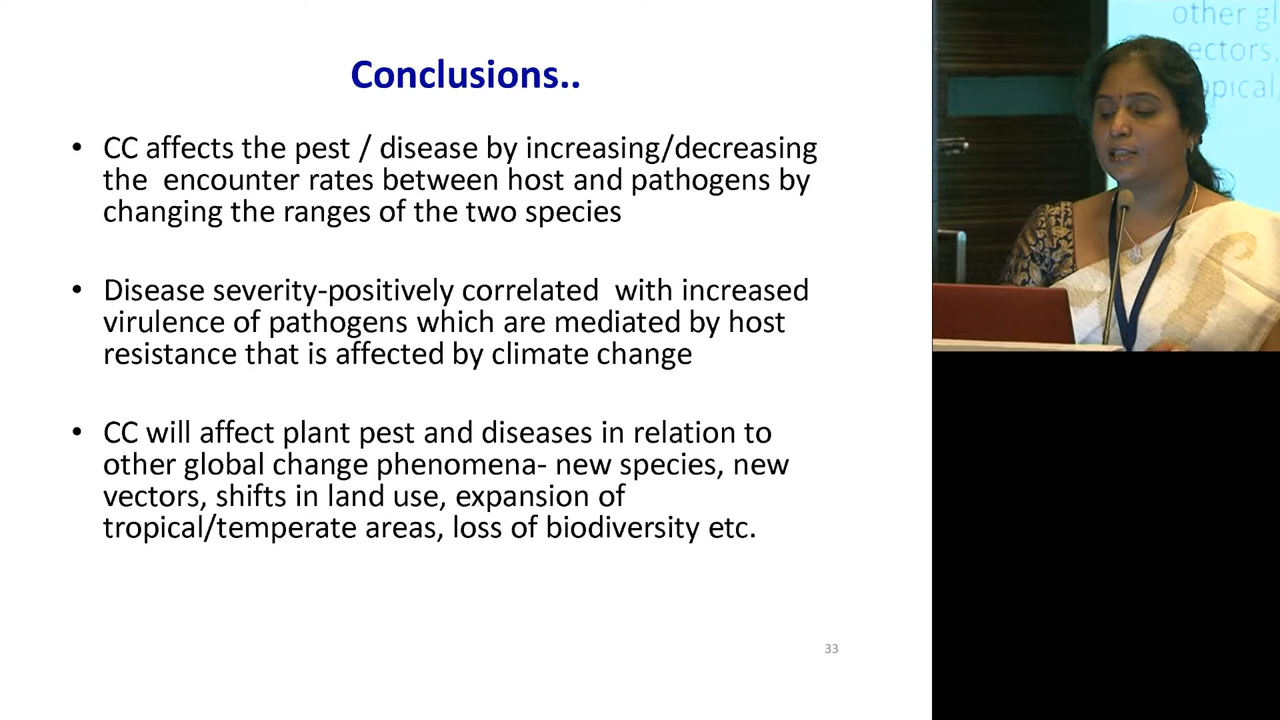 Conclusions..
• CC affects the pest / disease by increasing/decreasing
the encounter rates between host and pathogens by
changing the ranges of the two species
• Disease severity-positively correlated with increased
virulence of pathogens which are mediated by host
resistance that is affected by climate change
• CC will affect plant pest and diseases in relation to
other global change phenomena- new species, new
vectors, shifts in land use, expansion of
tropical/temperate areas, loss of biodiversity etc.
33
other gl
ectors,
opical/